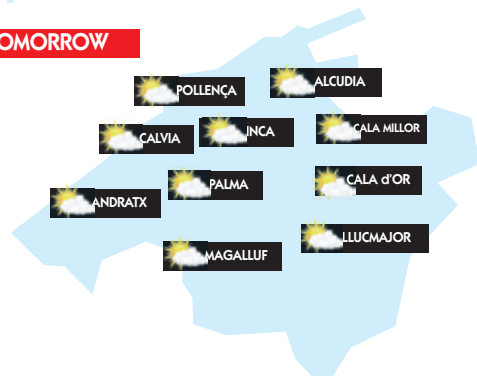 OMORROW
ALCUDIA
POLLENÇA
CALA MILLOR
INCA
CALVIA
CALA d'OR
PALMA
ANDRATX
LLUCMAJOR
MAGALLUF